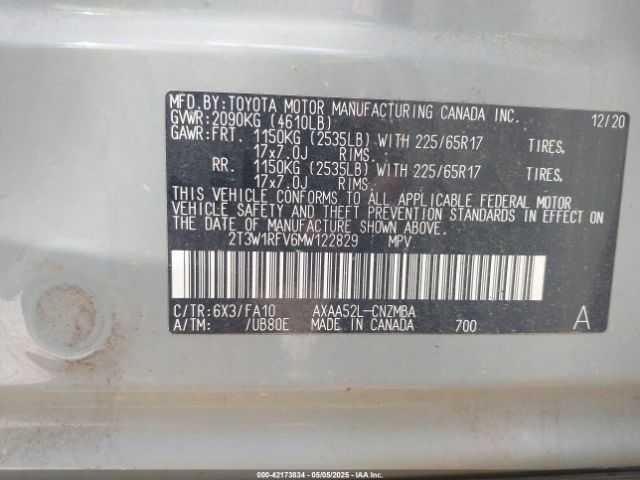 MFD.BY:TOYOTA MOTOR MANUFACTURING CANADA INC. 12/20
GVWR:2090KG (4610LB)
GAWR:FRT. 1150KG (2535LB) WITH 225/65R17 TIRES,
17x7.0J RIMS.
RR. 1150KG (2535LB) WITH 225/65R17 TIRES,
17x7.0J RIMS.
THIS VEHICLE CONFORMS TO ALL APPLICABLE FEDERAL MOTOR
VEHICLE SAFETY AND THEFT PREVENTION STANDARDS IN EFFECT ON
THE DATE OF MANUFACTURE SHOWN ABOVE.
2T3W1RFV6MW122829 MPV
C/TR:6X3/FA10 AXAA52L-CNZMBA
A/TM: /UB80E MADE IN CANADA 700 A
000-42173834 - 05/05/2025 - IAA, Inc.